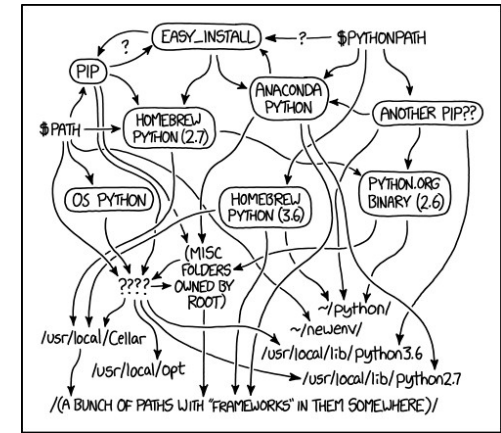 EASY_INSTALL
?
?
$PYTHONPATH
PIP
ANACONDA
PYTHON
HOMEBREW
PYTHON (2.7)
ANOTHER PIP??
$PATH
OS PYTHON
HOMEBREW
PYTHON (3.6)
PYTHON.ORG
BINARY (2.6)
(MISC
FOLDERS
OWNED BY
ROOT)
????
~/python/
~/newenv/
/usr/local/Cellar
/usr/local/lib/python3.6
/usr/local/opt
/usr/local/lib/python2.7
/(A BUNCH OF PATHS WITH "FRAMEWORKS" IN THEM SOMEWHERE)/